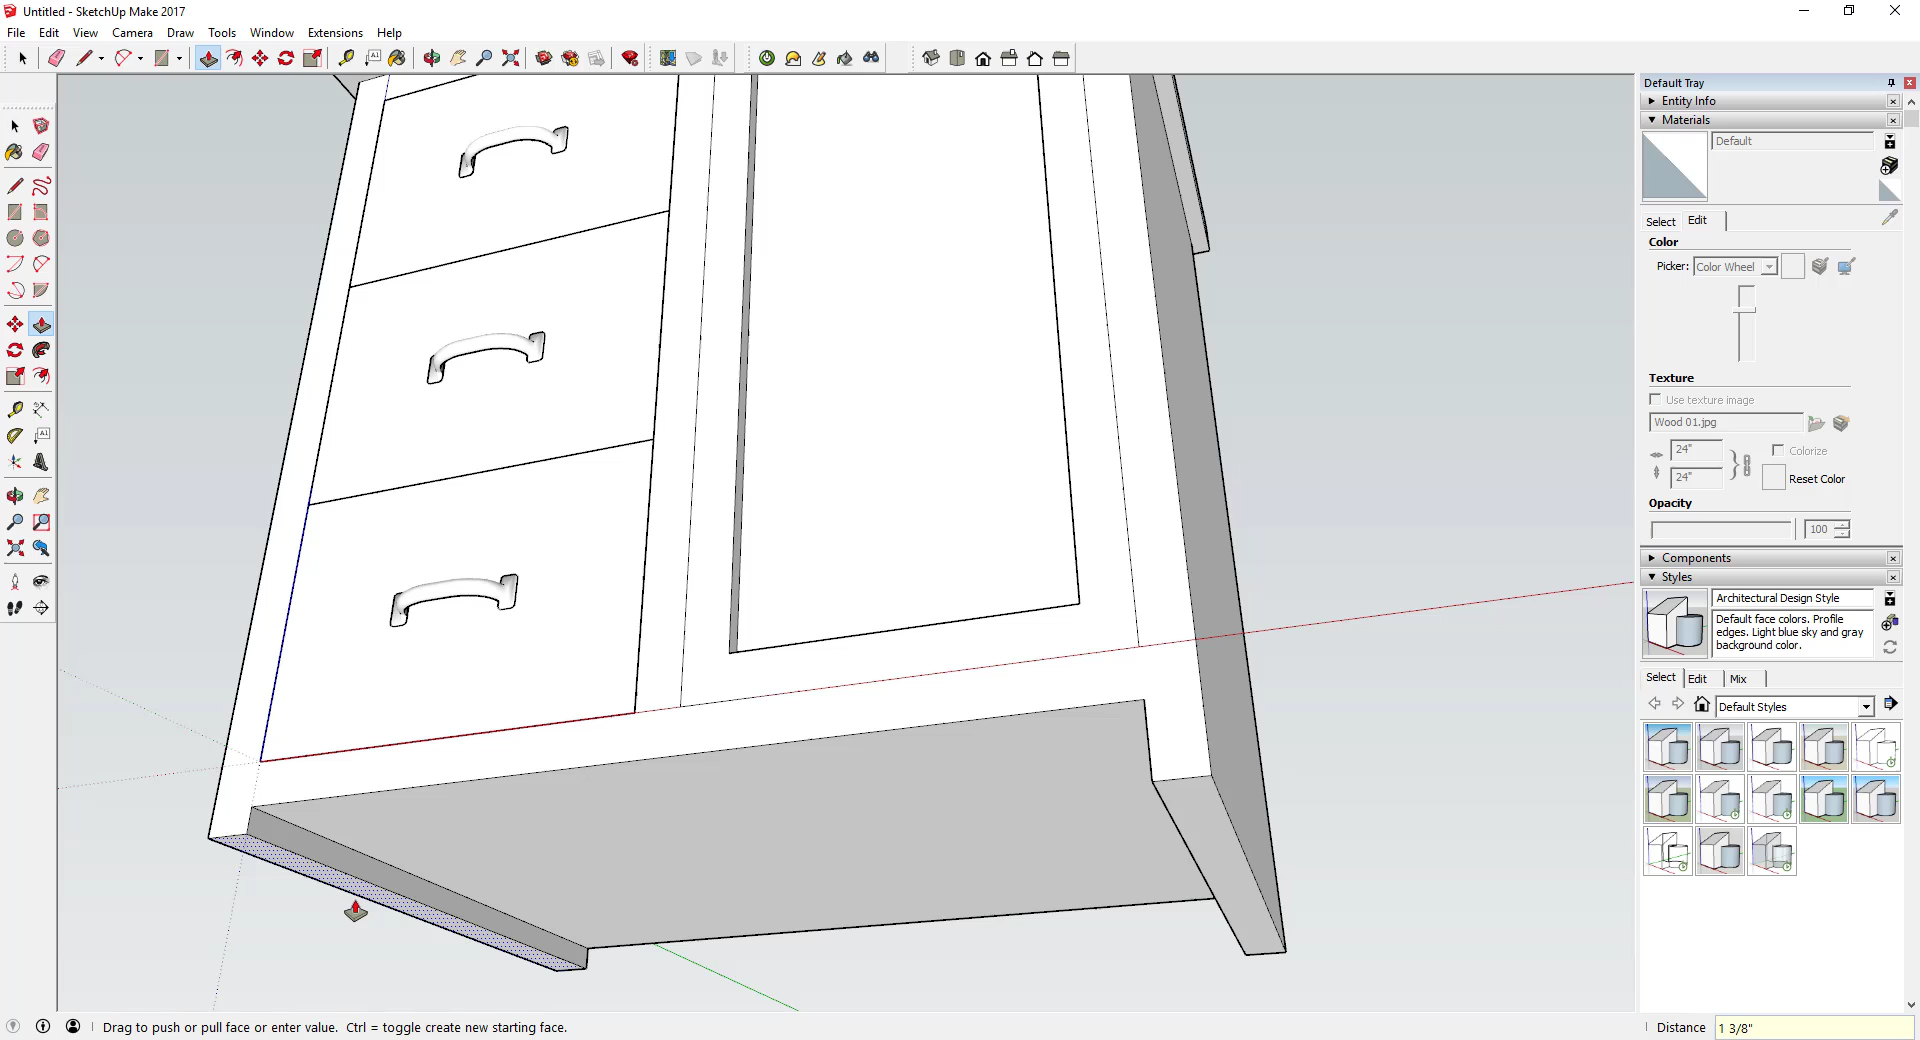 Untitled - SketchUp Make 2017
File Edit View Camera Draw Tools Window Extensions Help
Default Tray
Entity Info
Materials
Default
Select Edit
Color
Picker: Color Wheel
Texture
Use texture image
Wood 01.jpg
24" Colorize
24" Reset Color
Opacity
100
Components
Styles
Architectural Design Style
Default face colors. Profile
edges. Light blue sky and gray
background color.
Select Edit Mix
Default Styles
Drag to push or pull face or enter value. Ctrl = toggle create new starting face.
Distance 1 3/8"